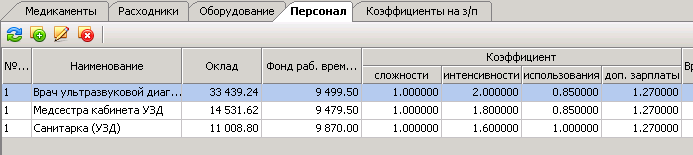 Медикаменты Расходники Оборудование Персонал Коэффициенты на з/п
№... Наименование Оклад Фонд раб. врем... Коэффициент
сложности интенсивности использования доп. зарплаты Вр
1 Врач ультразвуковой диаг... 33 439.24 9 499.50 1.000000 2.000000 0.850000 1.270000
1 Медсестра кабинета УЗД 14 531.62 9 479.50 1.000000 1.800000 0.850000 1.270000
1 Санитарка (УЗД) 11 008.80 9 870.00 1.000000 1.600000 1.000000 1.270000